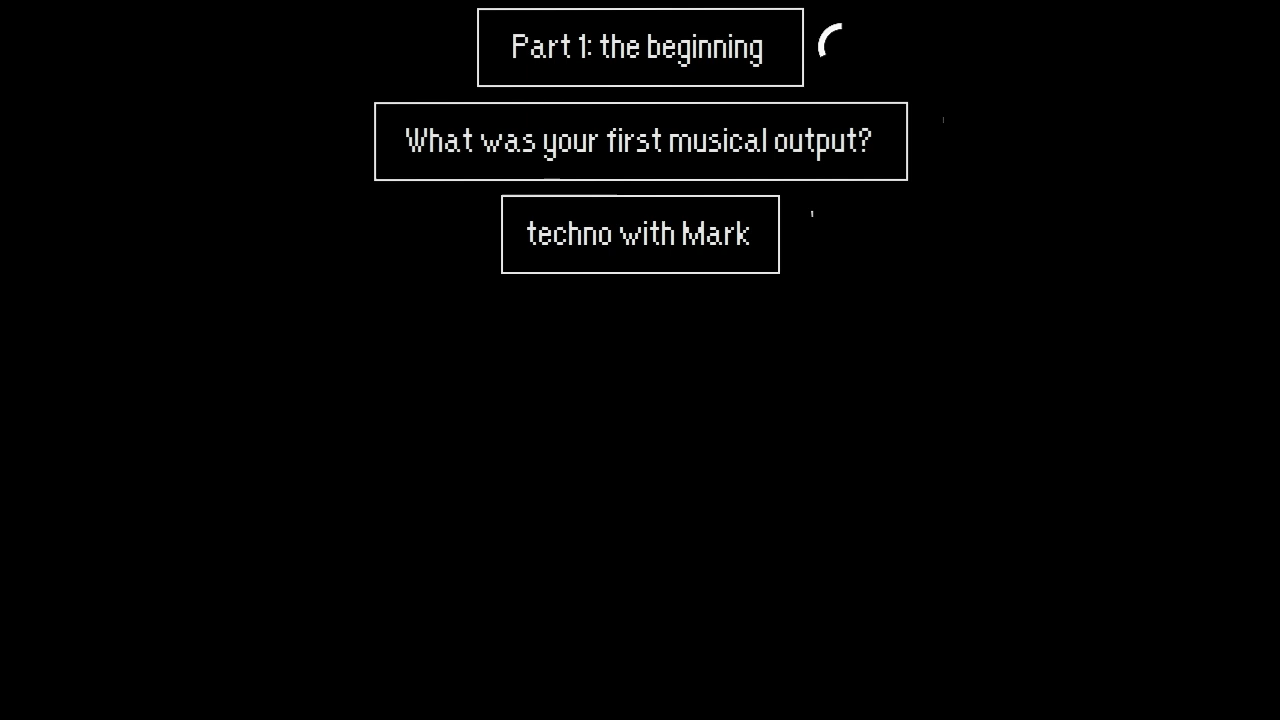 Part 1: the beginning
What was your first musical output?
techno with Mark